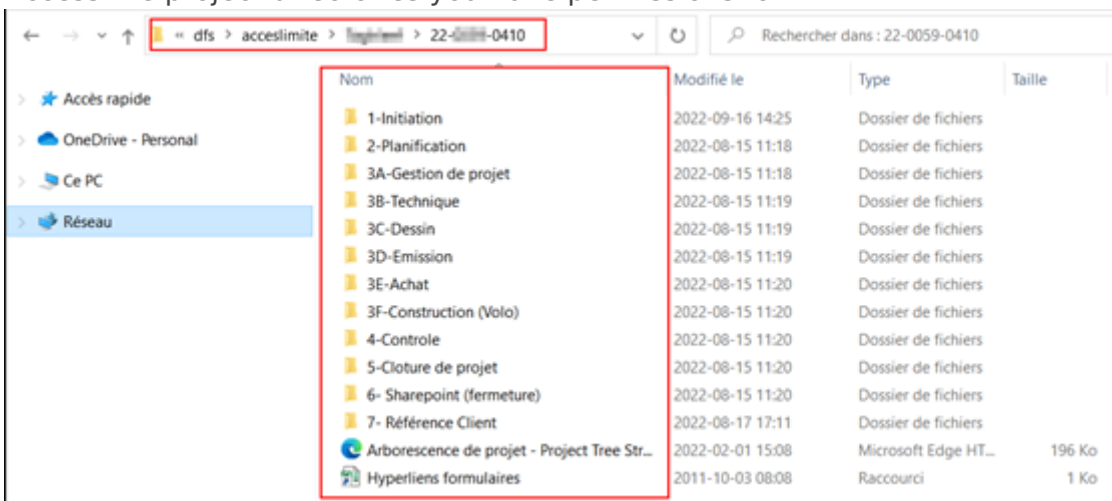 « dfs > acceslimite > > 22- -0410
Rechercher dans : 22-0059-0410
Nom Modifié le Type Taille
Accès rapide
OneDrive - Personal
Ce PC
Réseau
1-Initiation 2022-09-16 14:25 Dossier de fichiers
2-Planification 2022-08-15 11:18 Dossier de fichiers
3A-Gestion de projet 2022-08-15 11:18 Dossier de fichiers
3B-Technique 2022-08-15 11:19 Dossier de fichiers
3C-Dessin 2022-08-15 11:19 Dossier de fichiers
3D-Emission 2022-08-15 11:19 Dossier de fichiers
3E-Achat 2022-08-15 11:20 Dossier de fichiers
3F-Construction (Volo) 2022-08-15 11:20 Dossier de fichiers
4-Controle 2022-08-15 11:20 Dossier de fichiers
5-Cloture de projet 2022-08-15 11:20 Dossier de fichiers
6- Sharepoint (fermeture) 2022-08-15 11:20 Dossier de fichiers
7- Référence Client 2022-08-17 17:11 Dossier de fichiers
Arborescence de projet - Project Tree Str... 2022-02-01 15:08 Microsoft Edge HT... 196 Ko
Hyperliens formulaires 2011-10-03 08:08 Raccourci 1 Ko